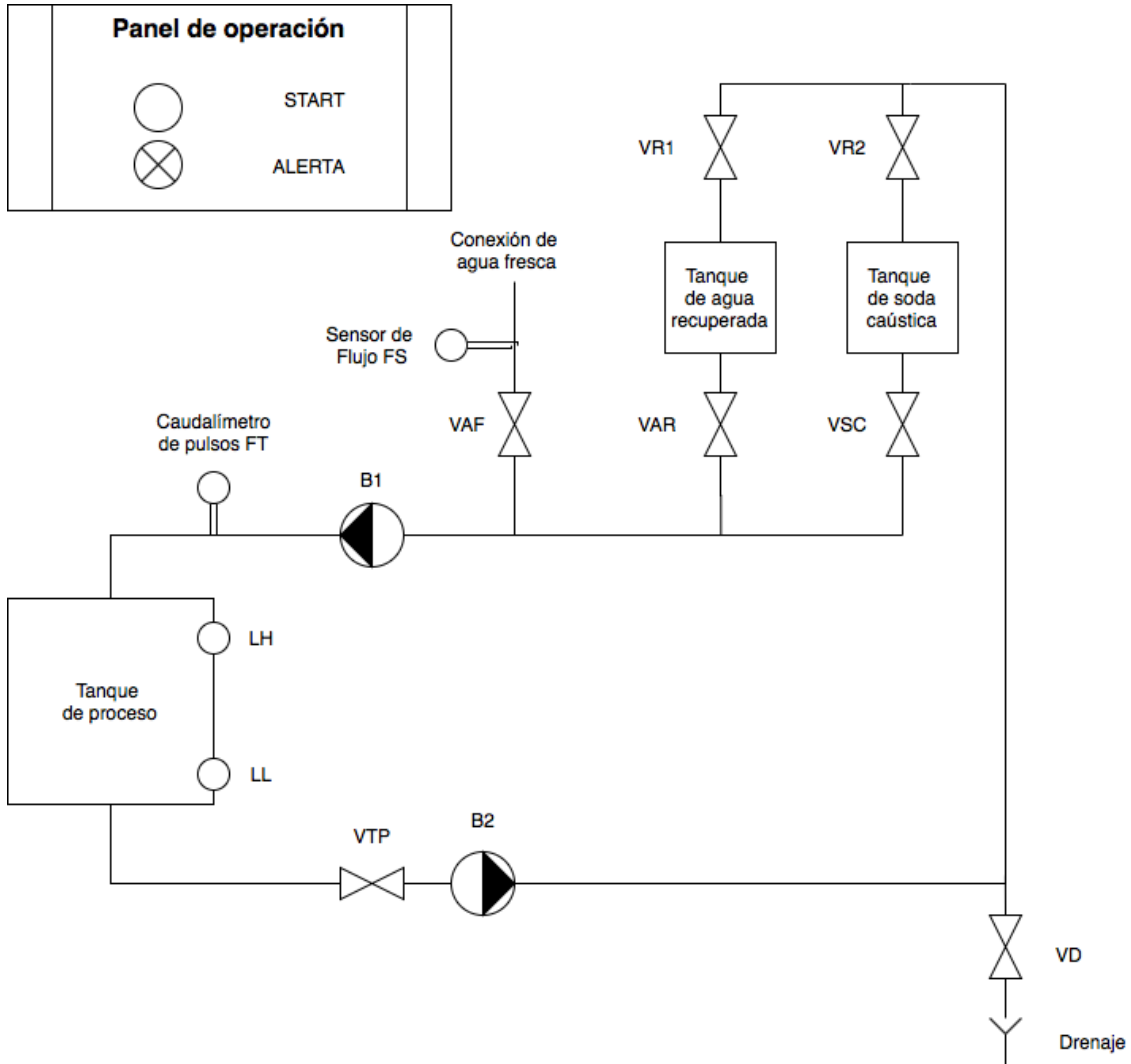 Panel de operación
START
ALERTA
VR1
VR2
Conexión de
agua fresca
Tanque
de agua
recuperada
Tanque
de soda
caústica
Sensor de
Flujo FS
VAF
VAR
VSC
Caudalímetro
de pulsos FT
B1
LH
Tanque
de proceso
LL
VTP
B2
VD
Drenaje